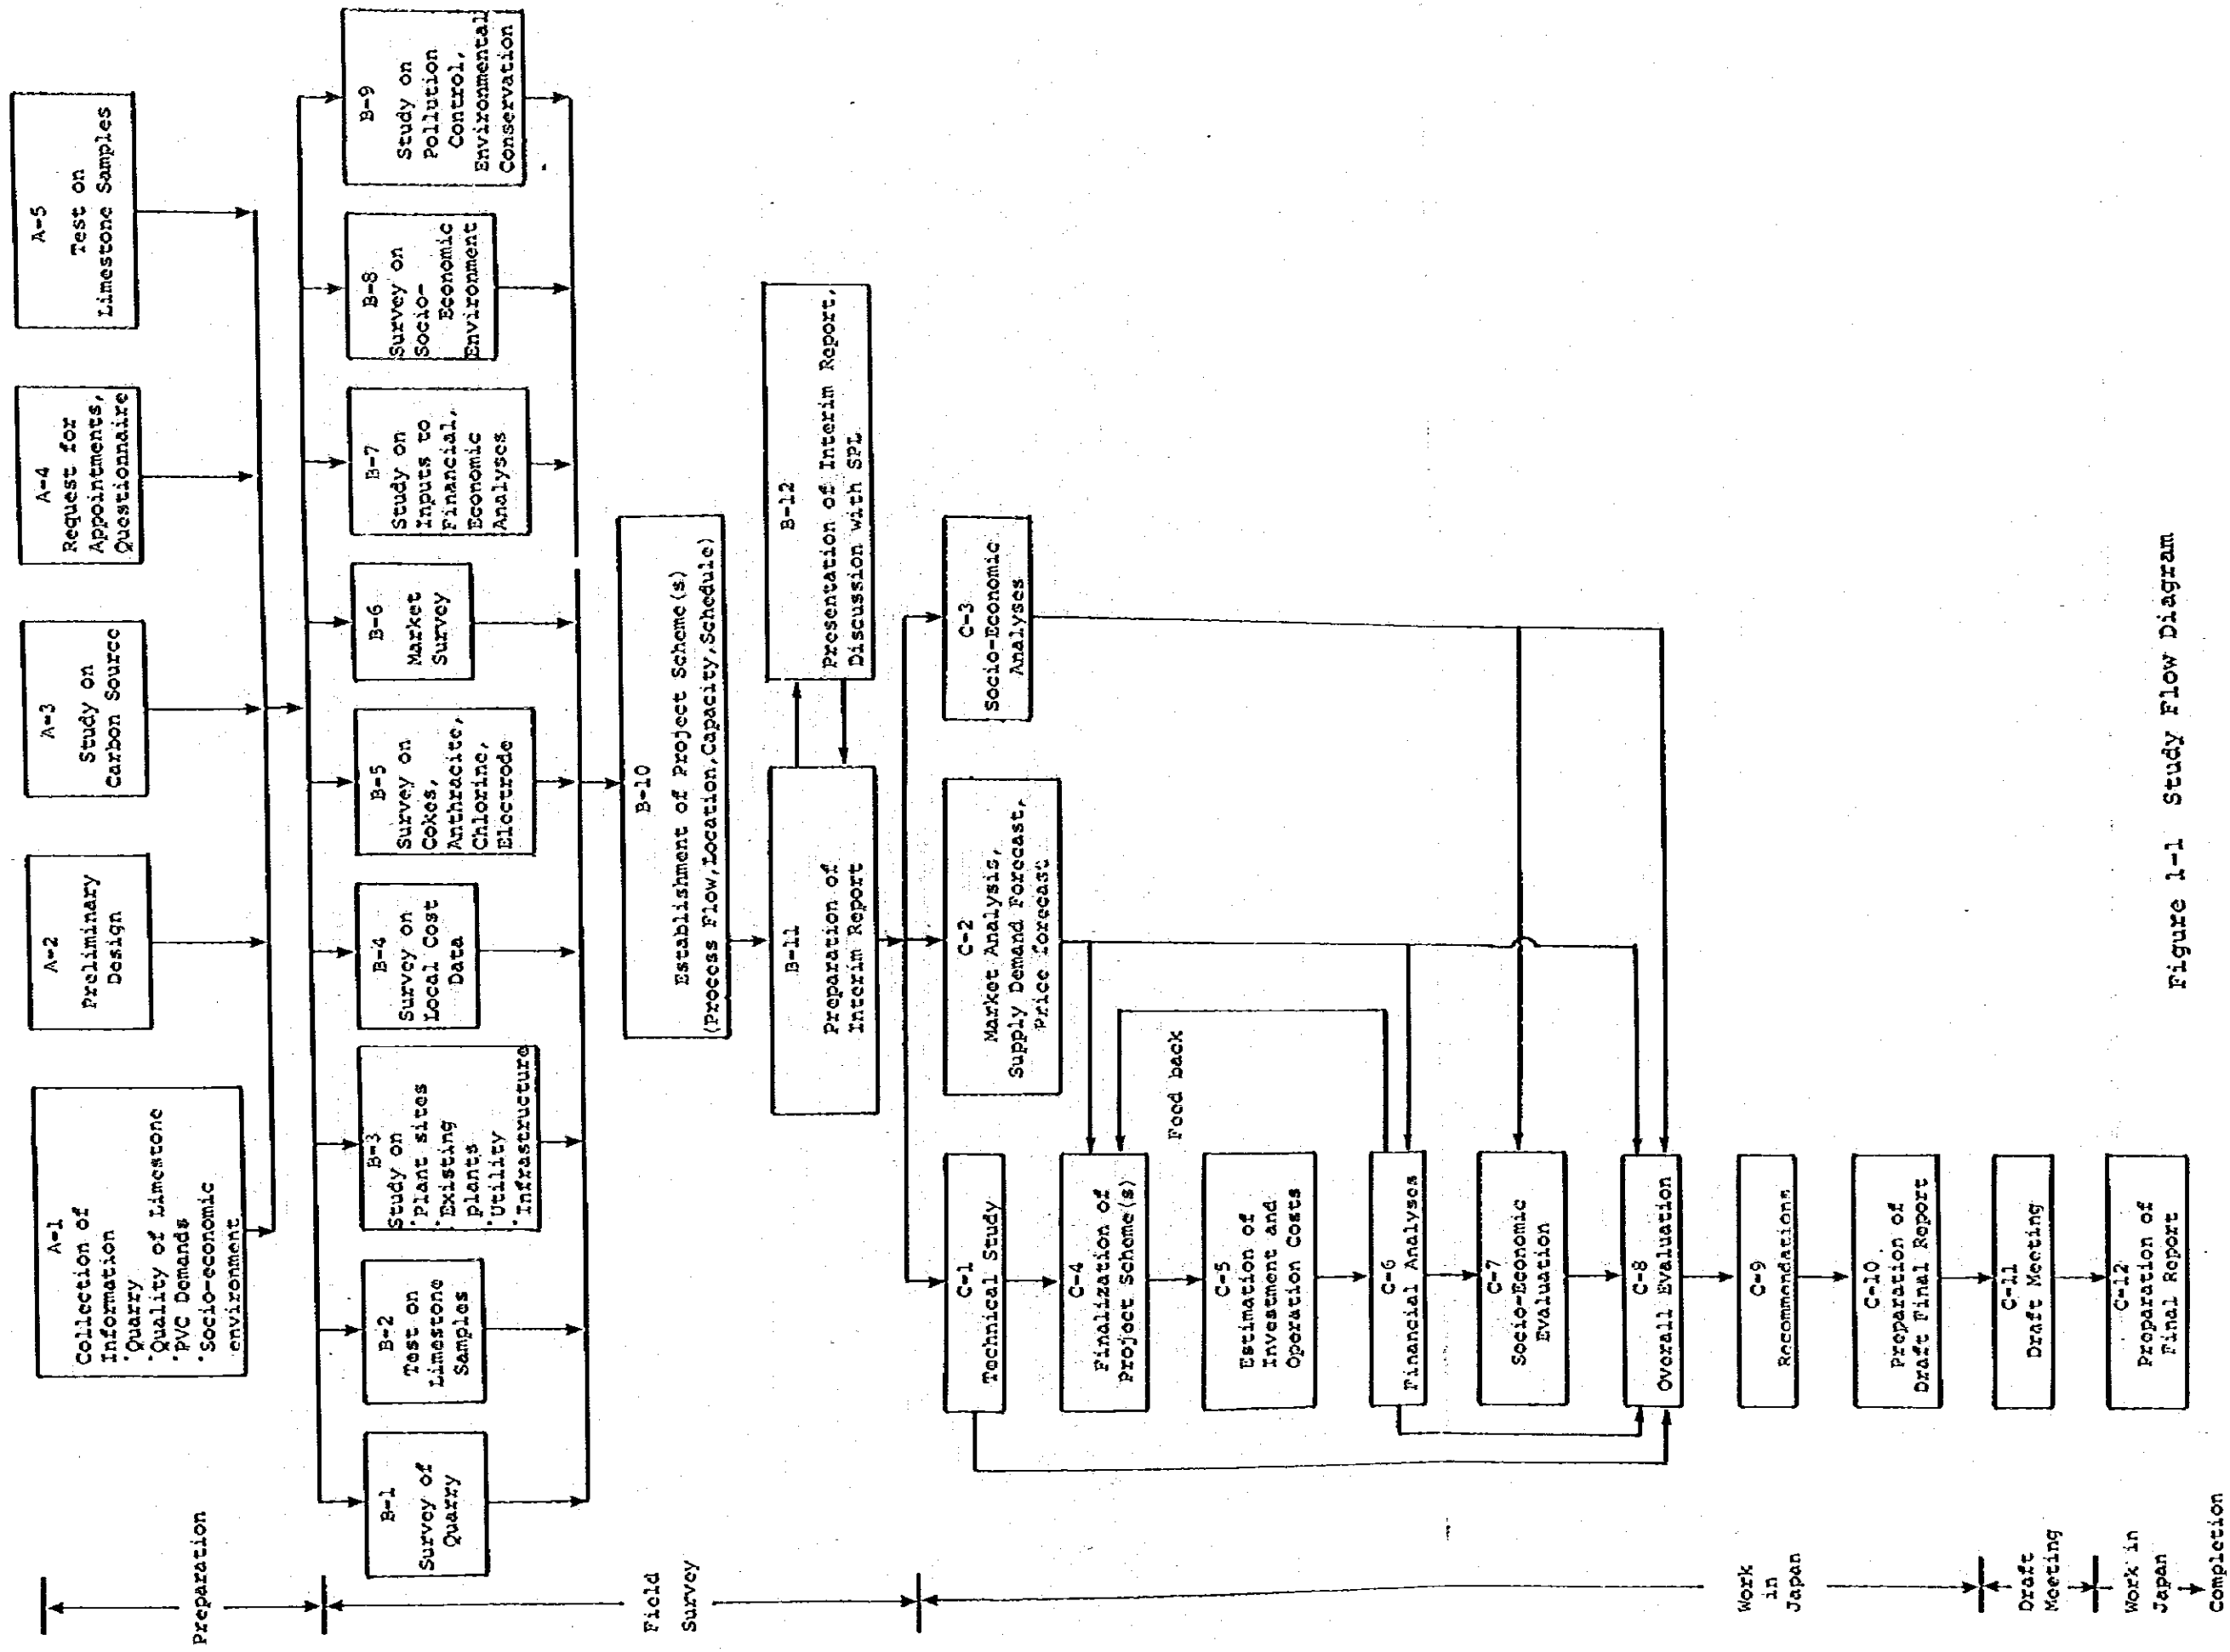 A-1
Collection of
Information
'Quarry
'Quality of Limestone
'PVC Demands
'Socio-economic
environment
A-2
Preliminary
Design
A-3
Study on
Carbon Source
A-4
Request for
Appointments,
Questionnaire
A-5
Test on
Limestone Samples
Preparation
B-1
Survey of
Quarry
B-2
Test on
Limestone
Samples
B-3
Study on
'Plant sites
'Existing
plants
'Utility
'Infrastructure
B-4
Survey on
Local Cost
Data
B-5
Survey on
Cokes,
Anthracite,
Chlorine,
Electrode
B-6
Market
Survey
B-7
Study on
Inputs to
Financial,
Economic
Analyses
B-8
Survey on
Socio-
Economic
Environment
B-9
Study on
Pollution
Control,
Environmental
Conservation
Field
Survey
B-10
Establishment of Project Scheme(s)
(Process Flow,Location,Capacity,Schedule)
B-11
Preparation of
Interim Report
B-12
Presentation of Interim Report,
Discussion with SPL
C-1
Technical Study
C-2
Market Analysis,
Supply Demand Forecast,
Price forecast
C-3
Socio-Economic
Analyses
C-4
Finalization of
Project Scheme(s)
Feed back
C-5
Estimation of
Investment and
Operation Costs
C-6
Financial Analyses
C-7
Socio-Economic
Evaluation
C-8
Overall Evaluation
C-9
Recommendations
C-10
Preparation of
Draft Final Report
C-11
Draft Meeting
C-12
Preparation of
Final Report
Work
in
Japan
Draft
Meeting
Work in
Japan
Completion
Figure 1-1 Study Flow Diagram